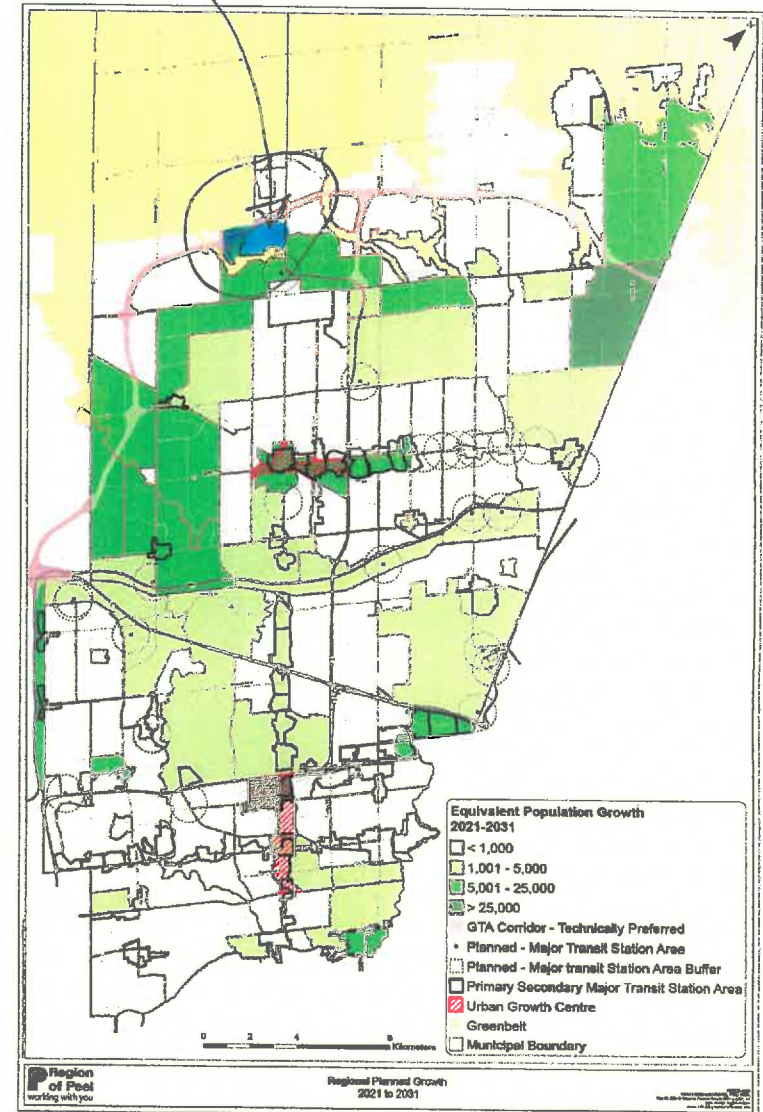 Equivalent Population Growth
2021-2031
< 1,000
1,001 - 5,000
5,001 - 25,000
> 25,000
GTA Corridor - Technically Preferred
Planned - Major Transit Station Area
Planned - Major transit Station Area Buffer
Primary Secondary Major Transit Station Area
Urban Growth Centre
Greenbelt
Municipal Boundary
0 2 4 8
Kilometers
Region
of Peel
working with you
Regional Planned Growth
2021 to 2031